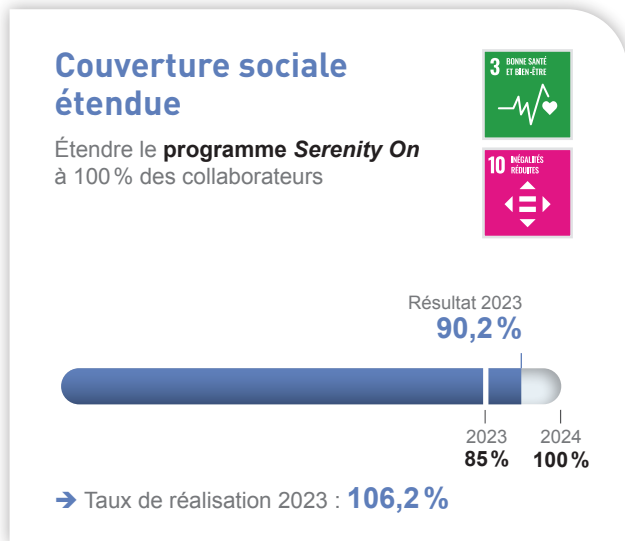 Couverture sociale
étendue
Étendre le programme Serenity On
à 100 % des collaborateurs
3 BONNE SANTÉ
ET BIEN-ÊTRE
10 INÉGALITÉS
RÉDUITES
Résultat 2023
90,2 %
2023
85 %
2024
100 %
➔ Taux de réalisation 2023 : 106,2 %